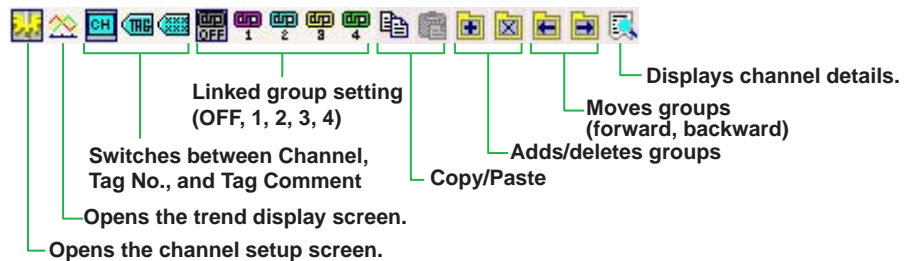 CH TAG OFF 1 2 3 4
Displays channel details.
Linked group setting
(OFF, 1, 2, 3, 4)
Moves groups
(forward, backward)
Switches between Channel,
Tag No., and Tag Comment
Adds/deletes groups
Copy/Paste
Opens the trend display screen.
Opens the channel setup screen.